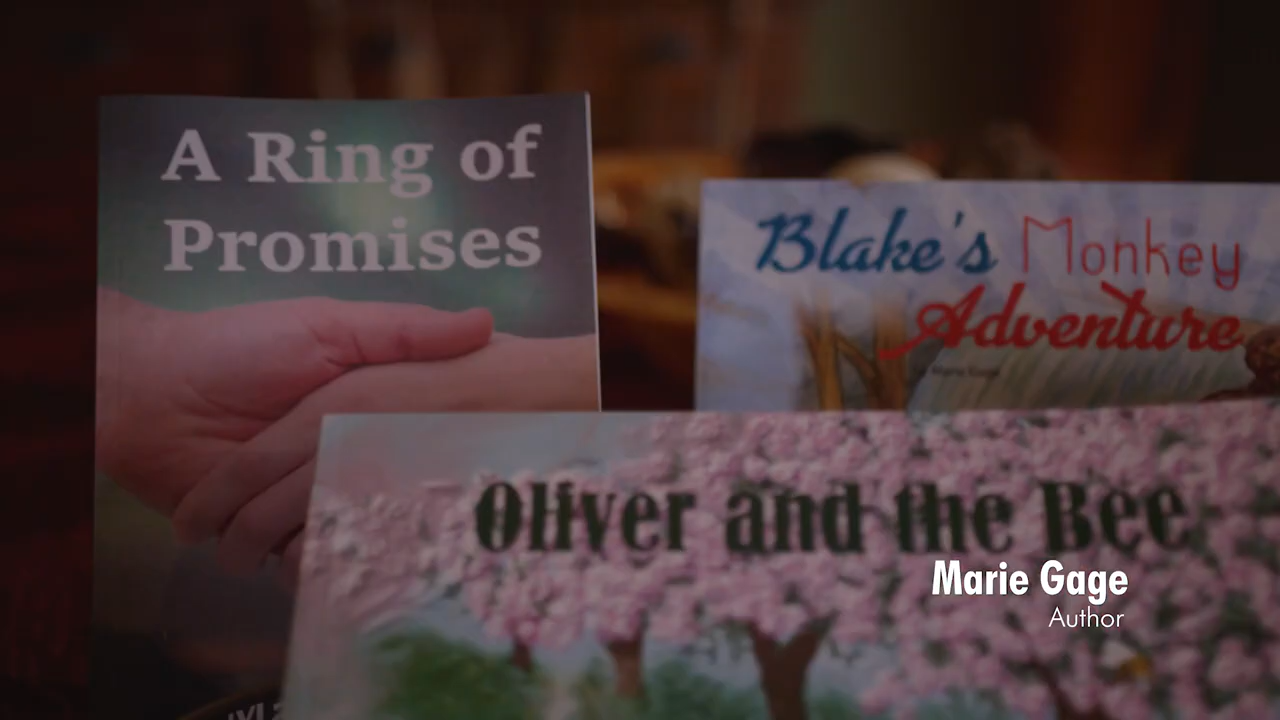 A Ring of
Promises
Blake's Monkey
Adventure
Oliver and the Bee
Marie Gage
Author